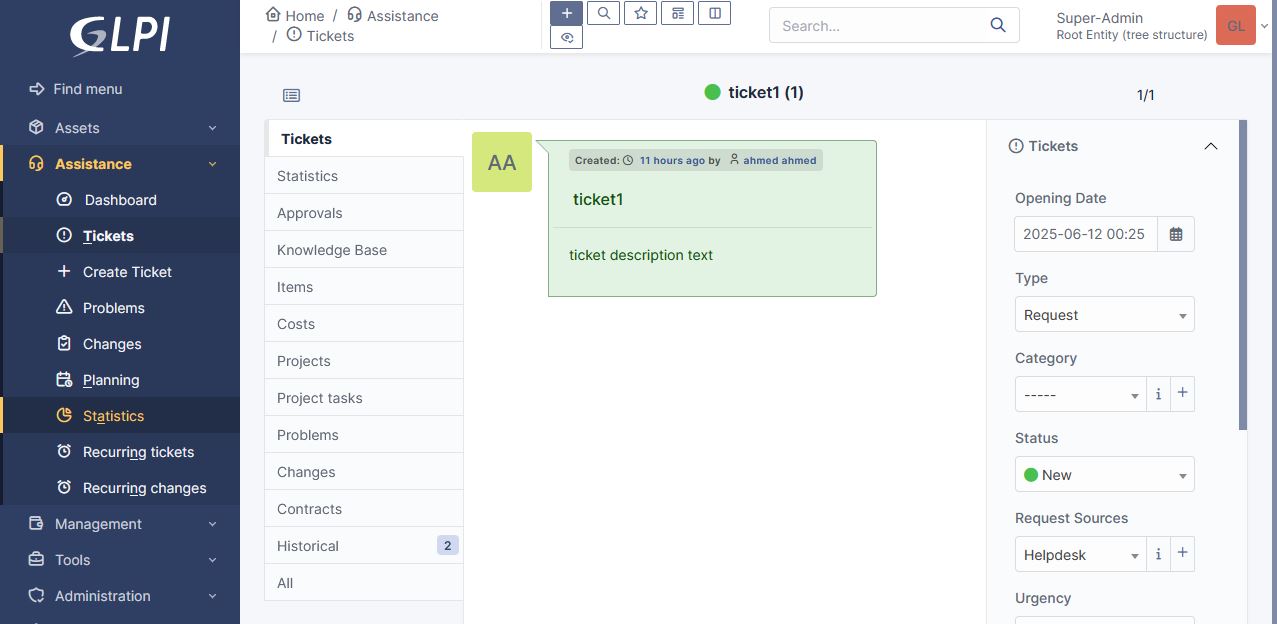 GLPI
Find menu
Assets
Assistance
Dashboard
Tickets
Create Ticket
Problems
Changes
Planning
Statistics
Recurring tickets
Recurring changes
Management
Tools
Administration
Home / Assistance
/ Tickets
Search...
Super-Admin
Root Entity (tree structure)
GL
ticket1 (1)
1/1
Tickets
Statistics
Approvals
Knowledge Base
Items
Costs
Projects
Project tasks
Problems
Changes
Contracts
Historical 2
All
AA
Created: 11 hours ago by ahmed ahmed
ticket1
ticket description text
Tickets
Opening Date
2025-06-12 00:25
Type
Request
Category
-----
Status
New
Request Sources
Helpdesk
Urgency